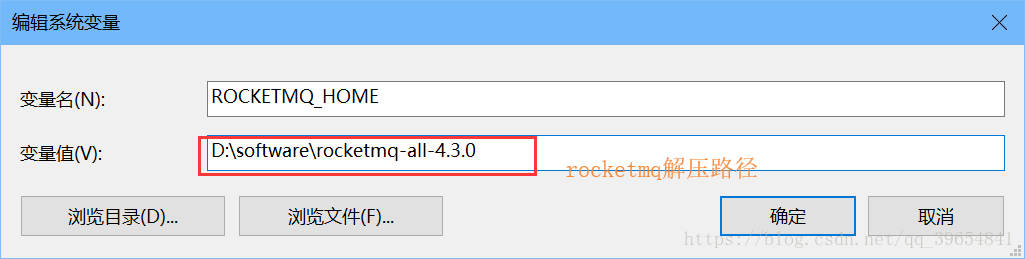 编辑系统变量
变量名(N):
ROCKETMQ_HOME
变量值(V):
D:\software\rocketmq-all-4.3.0
rocketmq解压路径
浏览目录(D)...
浏览文件(F)...
确定
取消
https://blog.csdn.net/qq_39654841